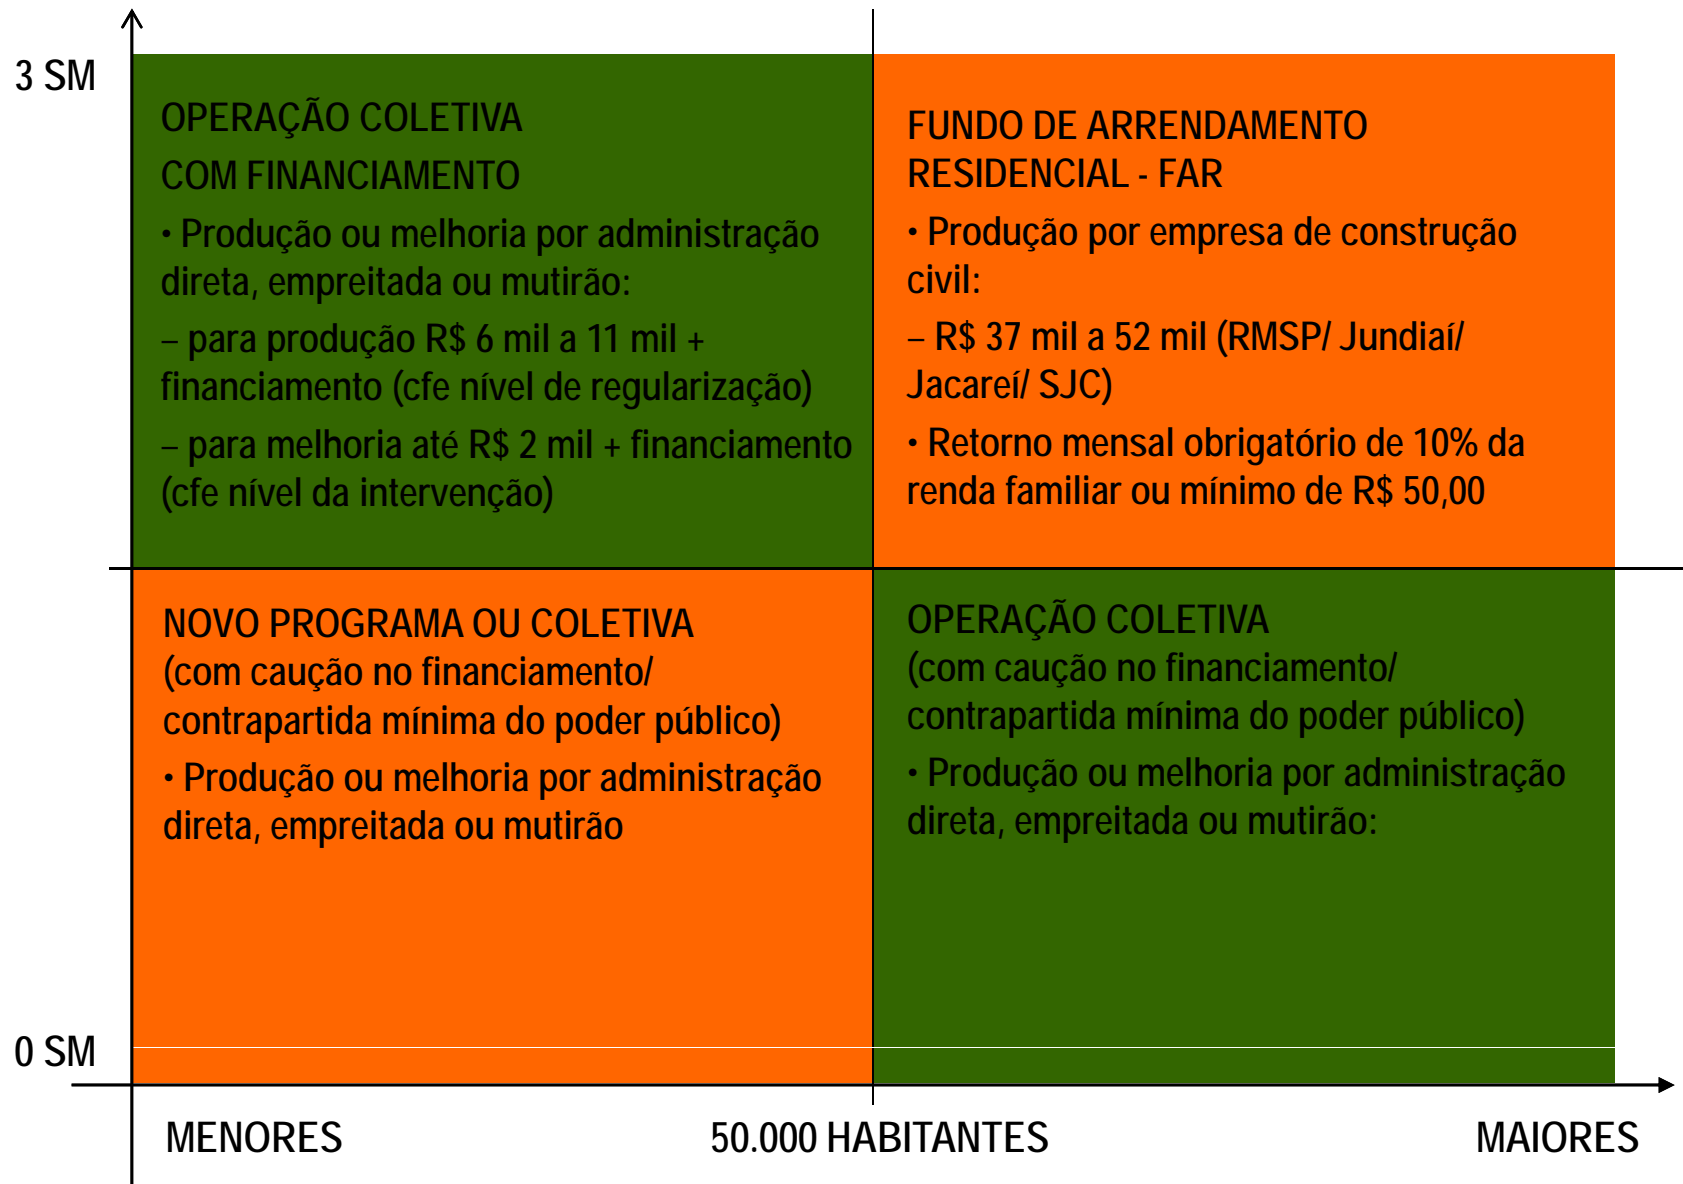 3 SM
OPERAÇÃO COLETIVA
COM FINANCIAMENTO
• Produção ou melhoria por administração
direta, empreitada ou mutirão:
– para produção R$ 6 mil a 11 mil +
financiamento (cfe nível de regularização)
– para melhoria até R$ 2 mil + financiamento
(cfe nível da intervenção)
FUNDO DE ARRENDAMENTO
RESIDENCIAL - FAR
• Produção por empresa de construção
civil:
– R$ 37 mil a 52 mil (RMSP/ Jundiaí/
Jacareí/ SJC)
• Retorno mensal obrigatório de 10% da
renda familiar ou mínimo de R$ 50,00
NOVO PROGRAMA OU COLETIVA
(com caução no financiamento/
contrapartida mínima do poder público)
• Produção ou melhoria por administração
direta, empreitada ou mutirão
OPERAÇÃO COLETIVA
(com caução no financiamento/
contrapartida mínima do poder público)
• Produção ou melhoria por administração
direta, empreitada ou mutirão:
0 SM
MENORES
50.000 HABITANTES
MAIORES